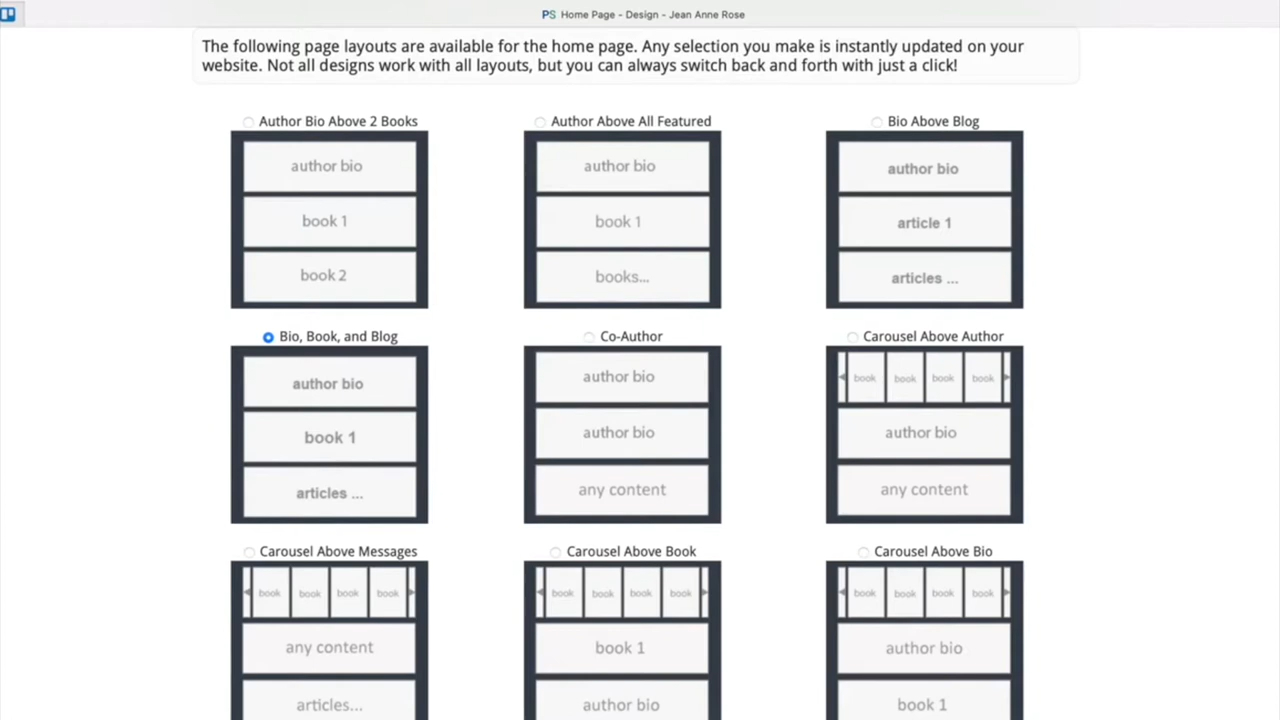 PS Home Page - Design - Jean Anne Rose
The following page layouts are available for the home page. Any selection you make is instantly updated on your
website. Not all designs work with all layouts, but you can always switch back and forth with just a click!
Author Bio Above 2 Books
author bio
book 1
book 2
Author Above All Featured
author bio
book 1
books...
Bio Above Blog
author bio
article 1
articles ...
Bio, Book, and Blog
author bio
book 1
articles ...
Co-Author
author bio
author bio
any content
Carousel Above Author
book book book book
author bio
any content
Carousel Above Messages
book book book book
any content
articles...
Carousel Above Book
book book book book
book 1
author bio
Carousel Above Bio
book book book book
author bio
book 1